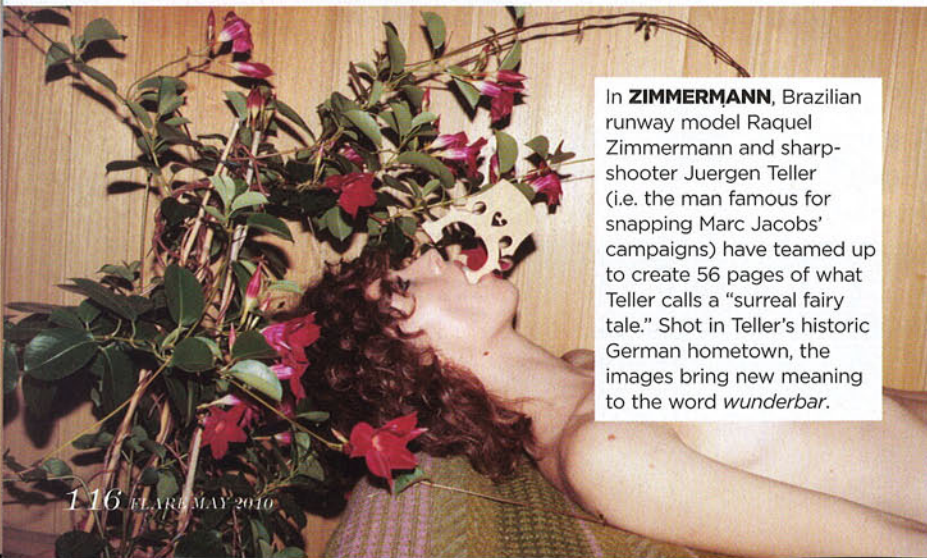 In ZIMMERMANN, Brazilian
runway model Raquel
Zimmermann and sharp-
shooter Juergen Teller
(i.e. the man famous for
snapping Marc Jacobs'
campaigns) have teamed up
to create 56 pages of what
Teller calls a “surreal fairy
tale.” Shot in Teller's historic
German hometown, the
images bring new meaning
to the word wunderbar.
116 FLARE MAY 2010